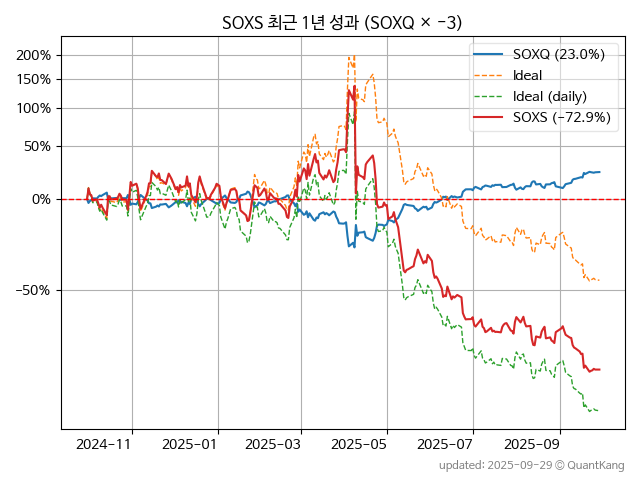 SOXS 최근 1년 성과 (SOXQ × −3)
200%
150%
100%
50%
0%
−50%
SOXQ (23.0%)
Ideal
Ideal (daily)
SOXS (−72.9%)
2024−11
2025−01
2025−03
2025−05
2025−07
2025−09
updated: 2025−09−29 ⓒ QuantKang